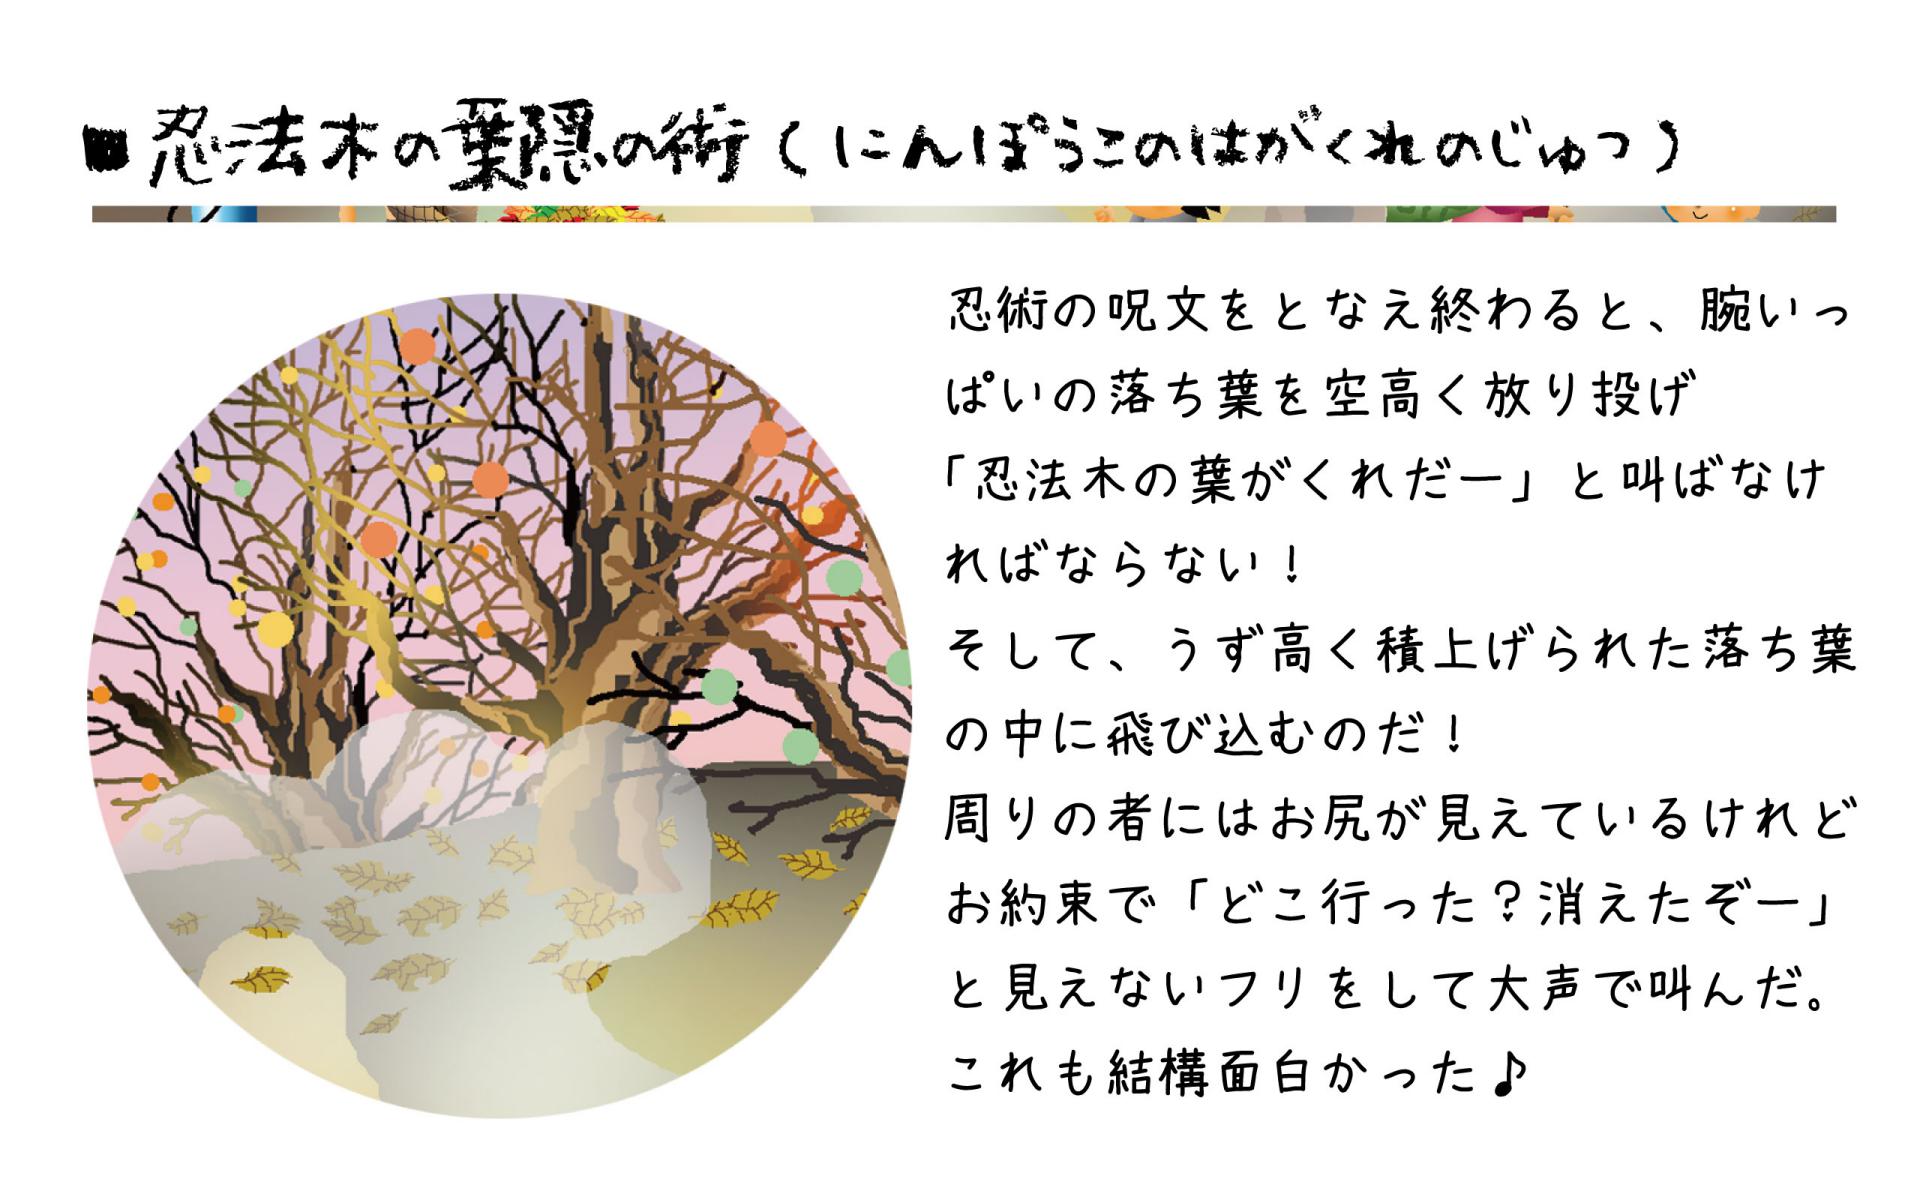 ■忍法木の葉隠の術(にんぽうこのはがくれのじゅつ)
忍術の呪文をとなえ終わると、腕いっ
ぱいの落ち葉を空高く放り投げ
「忍法木の葉がくれだー」と叫ばなけ
ればならない!
そして、うず高く積上げられた落ち葉
の中に飛び込むのだ!
周りの者にはお尻が見えているけれど
お約束で「どこ行った?消えたぞー」
と見えないフリをして大声で叫んだ。
これも結構面白かった♪